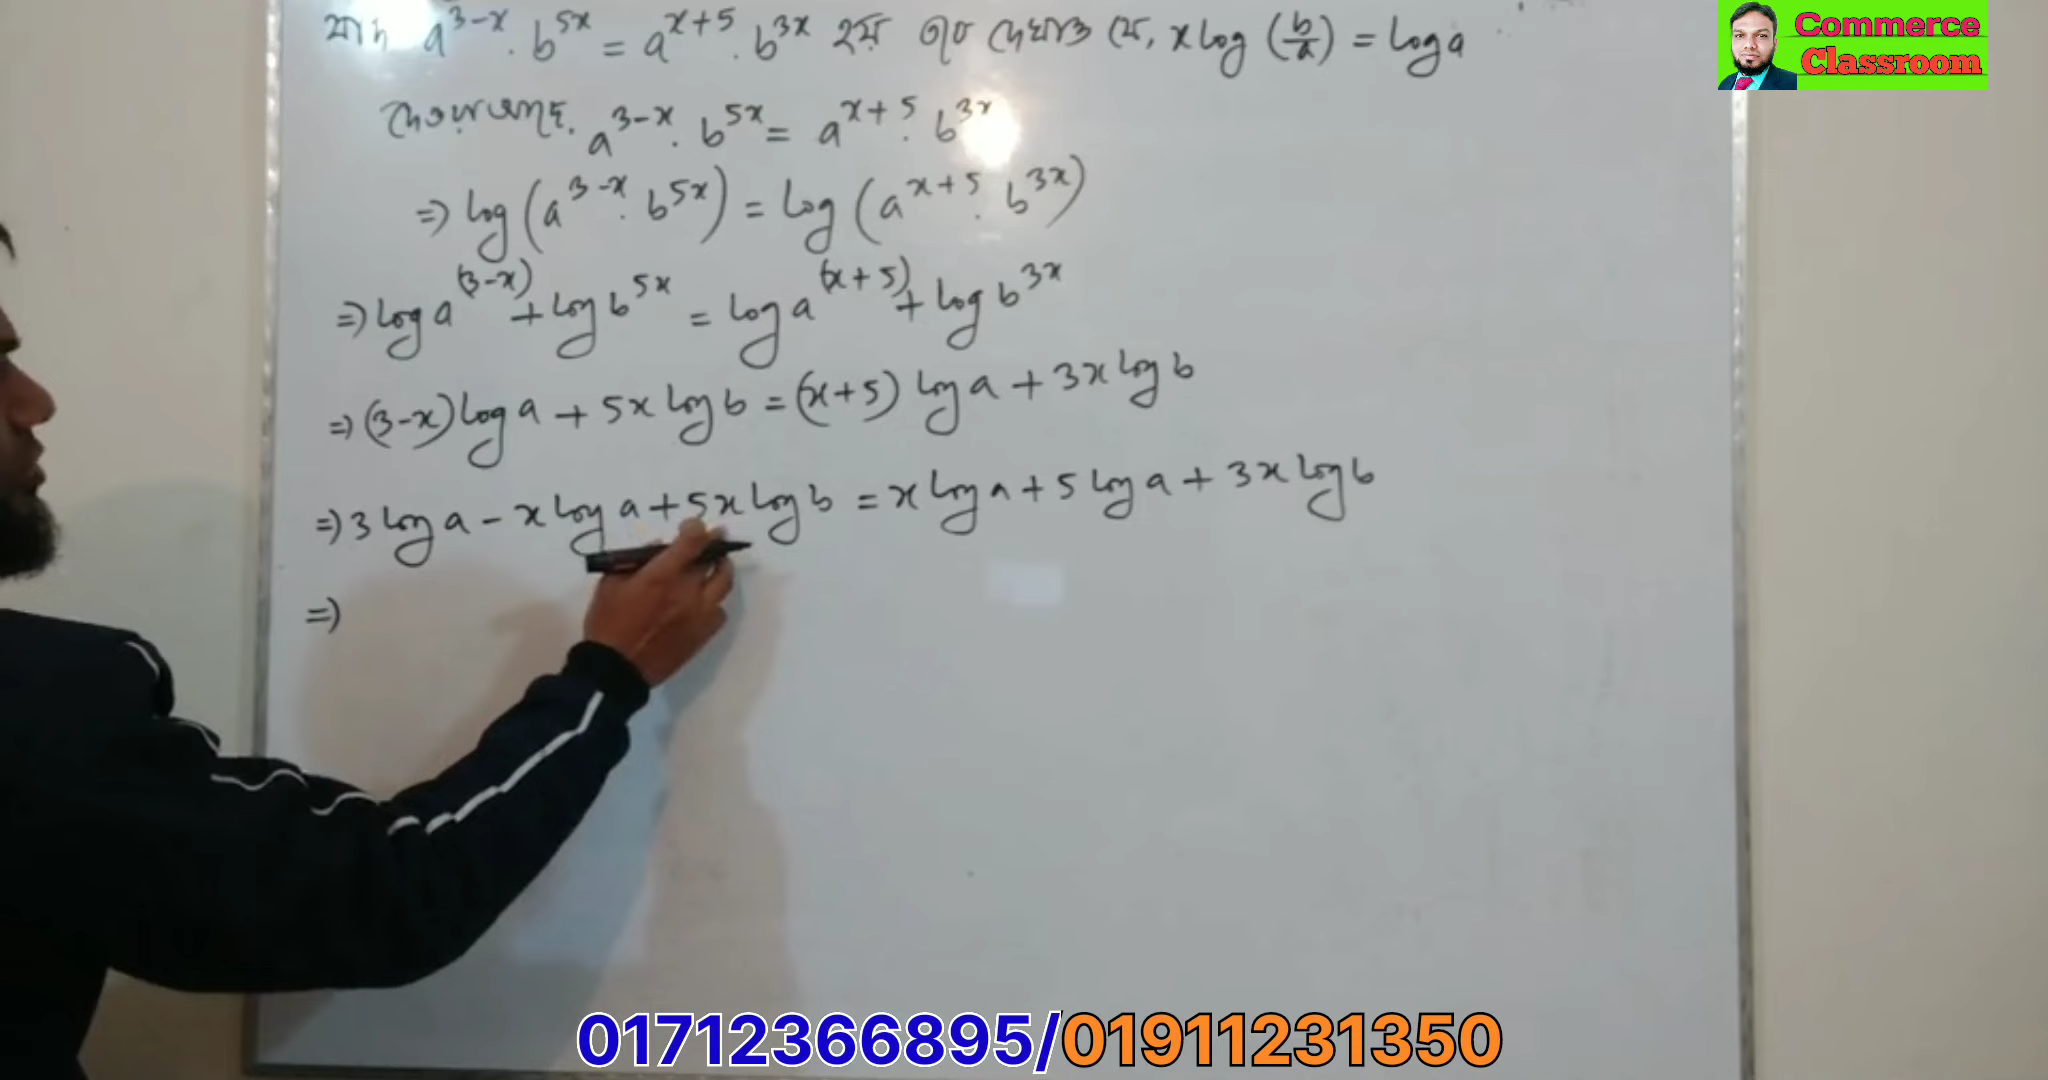 যদি a^{3-x} . b^{5x} = a^{x+5} . b^{3x} হয় তবে দেখাও যে, x log (b/a) = log a
দেওয়া আছে, a^{3-x} . b^{5x} = a^{x+5} . b^{3x}
⇒ log (a^{3-x} . b^{5x}) = log (a^{x+5} . b^{3x})
⇒ log a^{(3-x)} + log b^{5x} = log a^{(x+5)} + log b^{3x}
⇒ (3-x) log a + 5x log b = (x+5) log a + 3x log b
⇒ 3 log a - x log a + 5x log b = x log a + 5 log a + 3x log b
⇒
Commerce
Classroom
01712366895/01911231350